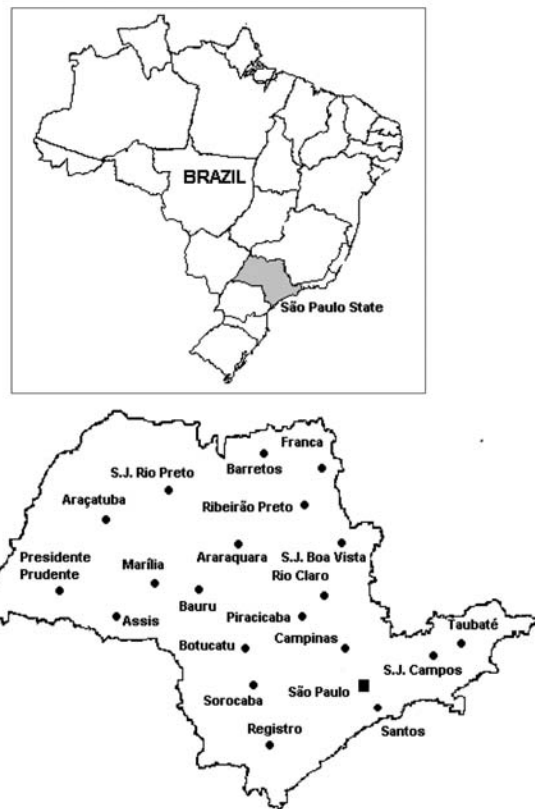 BRAZIL
São Paulo State
Franca
Barretos
S.J. Rio Preto
Araçatuba
Ribeirão Preto
Presidente
Prudente
Marília
Araraquara
S.J. Boa Vista
Rio Claro
Bauru
Assis
Piracicaba
Taubaté
Botucatu
Campinas
S.J. Campos
São Paulo
Sorocaba
Registro
Santos